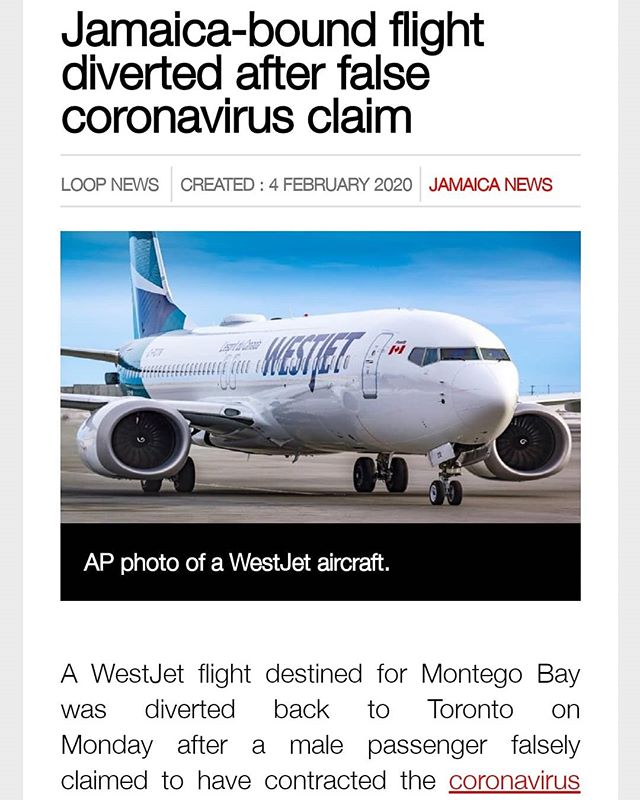 Jamaica-bound flight
diverted after false
coronavirus claim
LOOP NEWS
CREATED : 4 FEBRUARY 2020
JAMAICA NEWS
WESTJET
AP photo of a WestJet aircraft.
A WestJet flight destined for Montego Bay
was diverted back to Toronto on
Monday after a male passenger falsely
claimed to have contracted the coronavirus